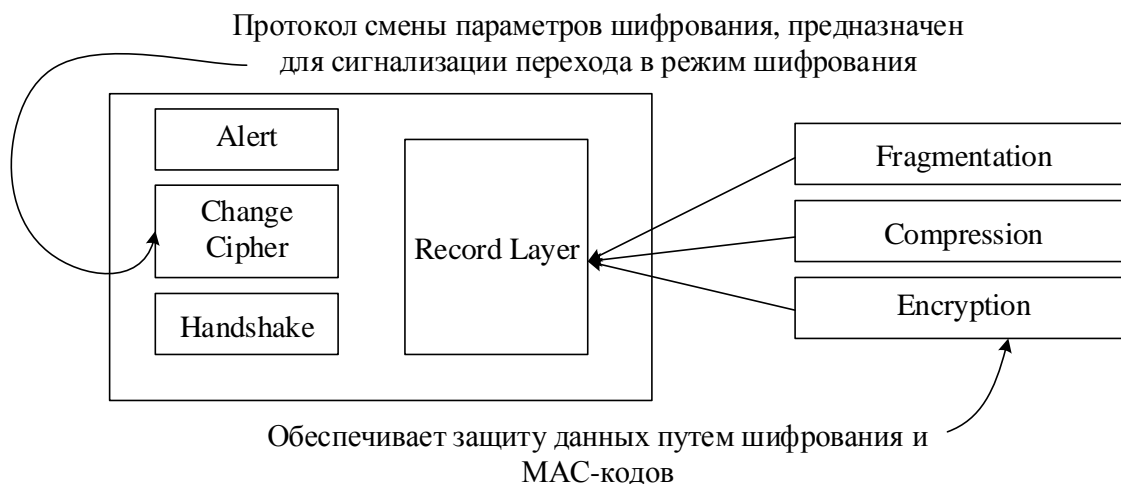 Протокол смены параметров шифрования, предназначен
для сигнализации перехода в режим шифрования
Alert
Change
Cipher
Handshake
Record Layer
Fragmentation
Compression
Encryption
Обеспечивает защиту данных путем шифрования и
МАС-кодов